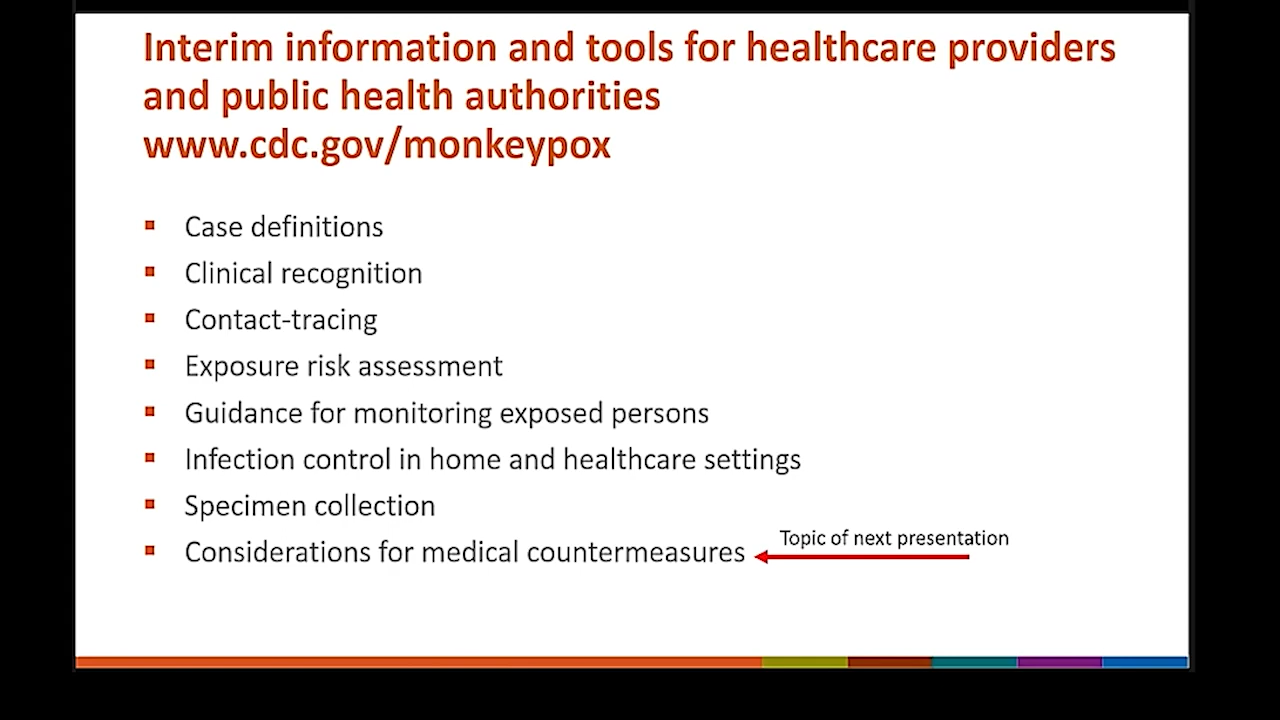 Interim information and tools for healthcare providers
and public health authorities
www.cdc.gov/monkeypox
Case definitions
Clinical recognition
Contact-tracing
Exposure risk assessment
Guidance for monitoring exposed persons
Infection control in home and healthcare settings
Specimen collection
Considerations for medical countermeasures
Topic of next presentation